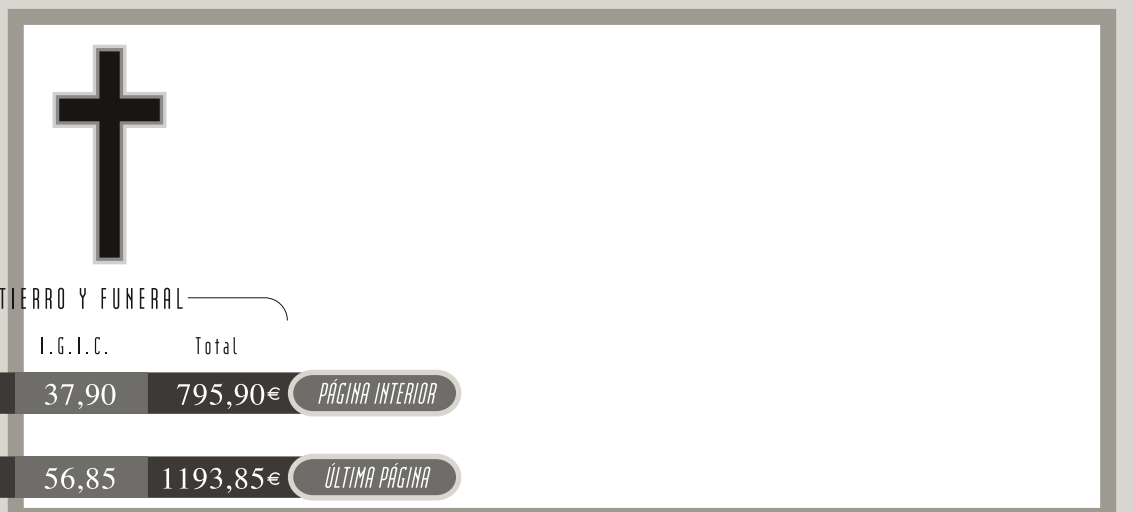 TIERRO Y FUNERAL
I.G.I.C. Total
37,90 795,90€ PÁGINA INTERIOR
56,85 1193,85€ ÚLTIMA PÁGINA